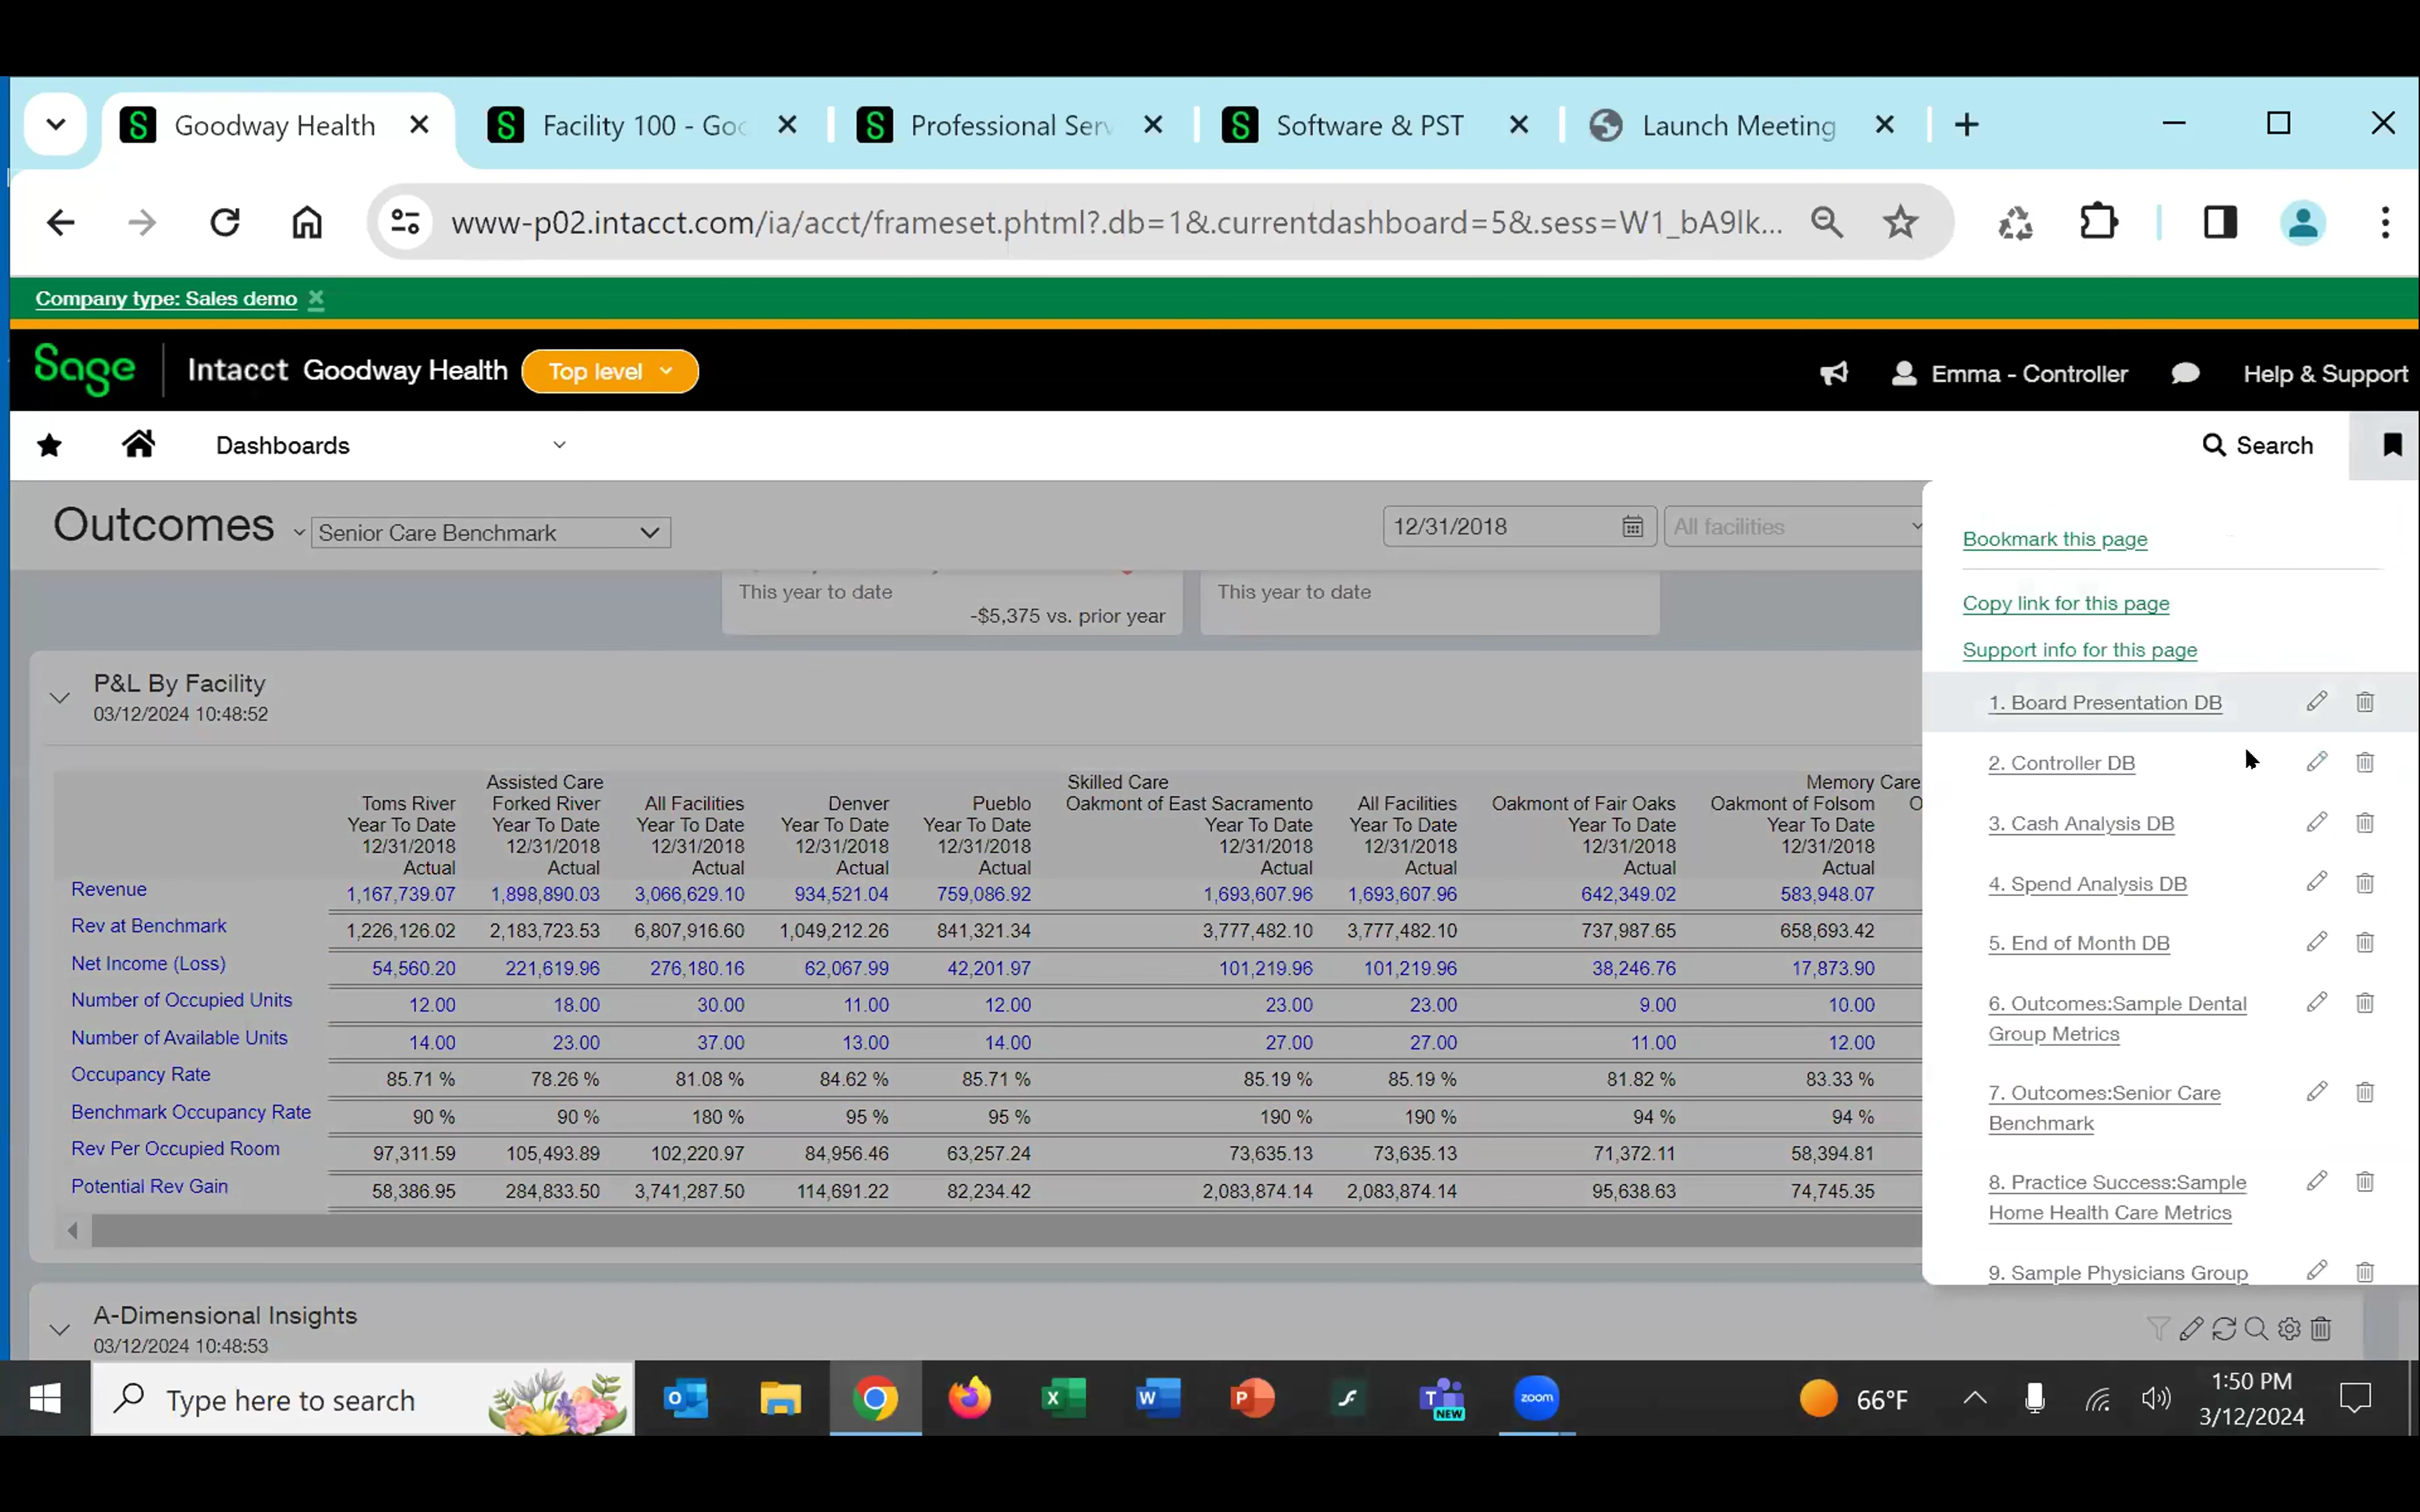 Goodway Health
Facility 100 - Goo
Professional Serv
Software & PST
Launch Meeting
www-p02.intacct.com/ia/acct/frameset.phtml?.db=1&.currentdashboard=5&.sess=W1_bA9lk...
Company type: Sales demo
Sage Intacct Goodway Health Top level
Emma - Controller Help & Support
Dashboards Search
Outcomes Senior Care Benchmark 12/31/2018 All facilities
This year to date
-$5,375 vs. prior year
This year to date
P&L By Facility
03/12/2024 10:48:52
Assisted Care Skilled Care Memory Care
Toms River Forked River All Facilities Denver Pueblo Oakmont of East Sacramento All Facilities Oakmont of Fair Oaks Oakmont of Folsom O
Year To Date Year To Date Year To Date Year To Date Year To Date Year To Date Year To Date Year To Date Year To Date
12/31/2018 12/31/2018 12/31/2018 12/31/2018 12/31/2018 12/31/2018 12/31/2018 12/31/2018 12/31/2018
Actual Actual Actual Actual Actual Actual Actual Actual Actual
Revenue 1,167,739.07 1,898,890.03 3,066,629.10 934,521.04 759,086.92 1,693,607.96 1,693,607.96 642,349.02 583,948.07
Rev at Benchmark 1,226,126.02 2,183,723.53 6,807,916.60 1,049,212.26 841,321.34 3,777,482.10 3,777,482.10 737,987.65 658,693.42
Net Income (Loss) 54,560.20 221,619.96 276,180.16 62,067.99 42,201.97 101,219.96 101,219.96 38,246.76 17,873.90
Number of Occupied Units 12.00 18.00 30.00 11.00 12.00 23.00 23.00 9.00 10.00
Number of Available Units 14.00 23.00 37.00 13.00 14.00 27.00 27.00 11.00 12.00
Occupancy Rate 85.71 % 78.26 % 81.08 % 84.62 % 85.71 % 85.19 % 85.19 % 81.82 % 83.33 %
Benchmark Occupancy Rate 90 % 90 % 180 % 95 % 95 % 190 % 190 % 94 % 94 %
Rev Per Occupied Room 97,311.59 105,493.89 102,220.97 84,956.46 63,257.24 73,635.13 73,635.13 71,372.11 58,394.81
Potential Rev Gain 58,386.95 284,833.50 3,741,287.50 114,691.22 82,234.42 2,083,874.14 2,083,874.14 95,638.63 74,745.35
A-Dimensional Insights
03/12/2024 10:48:53
Bookmark this page
Copy link for this page
Support info for this page
1. Board Presentation DB
2. Controller DB
3. Cash Analysis DB
4. Spend Analysis DB
5. End of Month DB
6. Outcomes:Sample Dental
Group Metrics
7. Outcomes:Senior Care
Benchmark
8. Practice Success:Sample
Home Health Care Metrics
9. Sample Physicians Group
Type here to search
NEW
zoom
66°F
1:50 PM
3/12/2024